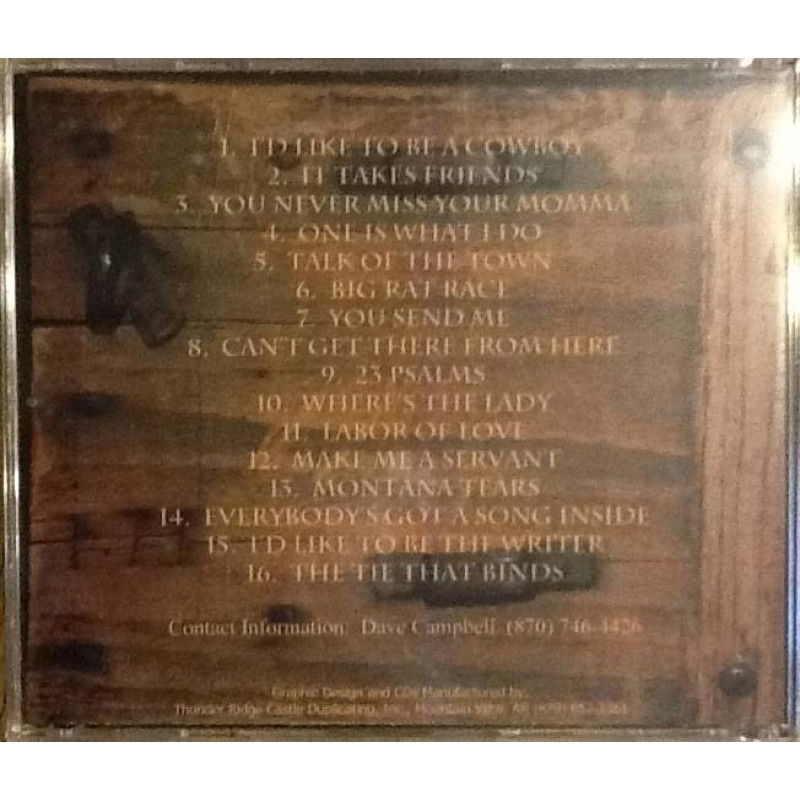 1. I'D LIKE TO BE A COWBOY
2. IT TAKES FRIENDS
3. YOU NEVER MISS YOUR MOMMA
4. ONE IS WHAT I DO
5. TALK OF THE TOWN
6. BIG RAT RACE
7. YOU SEND ME
8. CAN'T GET THERE FROM HERE
9. 23 PSALMS
10. WHERE'S THE LADY
11. LABOR OF LOVE
12. MAKE ME A SERVANT
13. MONTANA TEARS
14. EVERYBODY'S GOT A SONG INSIDE
15. I'D LIKE TO BE THE WRITER
16. THE TIE THAT BINDS
Contact Information: Dave Campbell (870) 746-4426
Graphic Design and CDs Manufactured by:
Thunder Ridge Castle Duplicating, Inc., Mountain View, AR